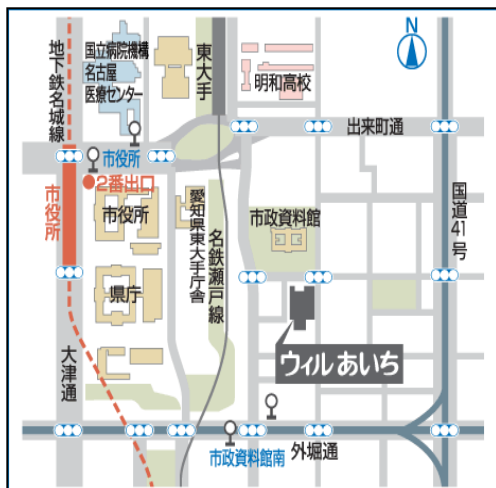 N
地下鉄名城線
国立病院機構
名古屋
医療センター
東大手
明和高校
出来町通
市役所
2番出口
市役所
市役所
愛知県東大手庁舎
名鉄瀬戸線
市政資料館
国道41号
県庁
大津通
ウィルあいち
市政資料館南
外堀通